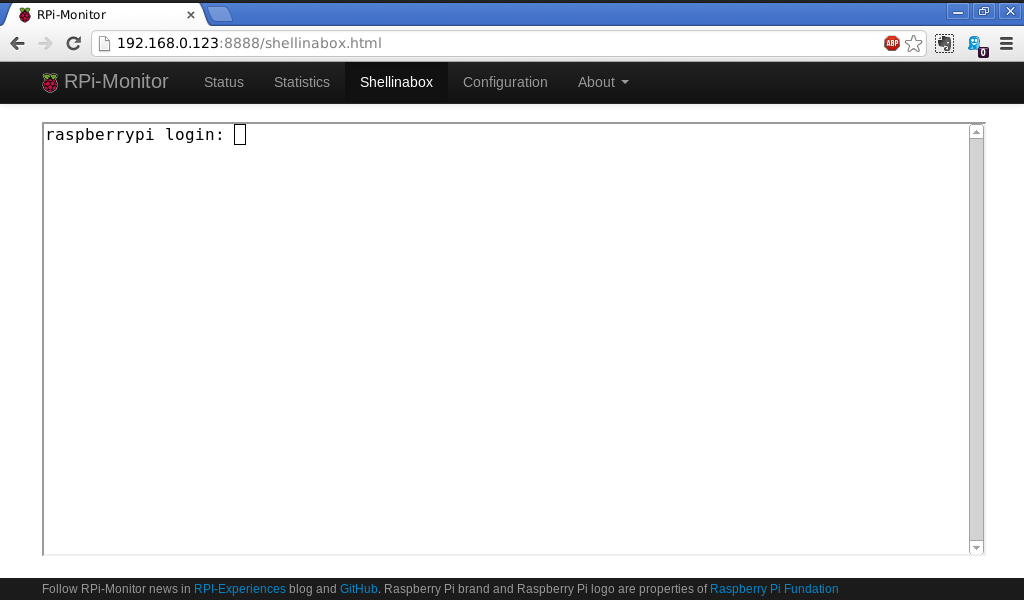 RPi-Monitor
192.168.0.123:8888/shellinabox.html
ABP
0
RPi-Monitor Status Statistics Shellinabox Configuration About
raspberrypi login:
Follow RPi-Monitor news in RPI-Experiences blog and GitHub. Raspberry Pi brand and Raspberry Pi logo are properties of Raspberry Pi Fundation